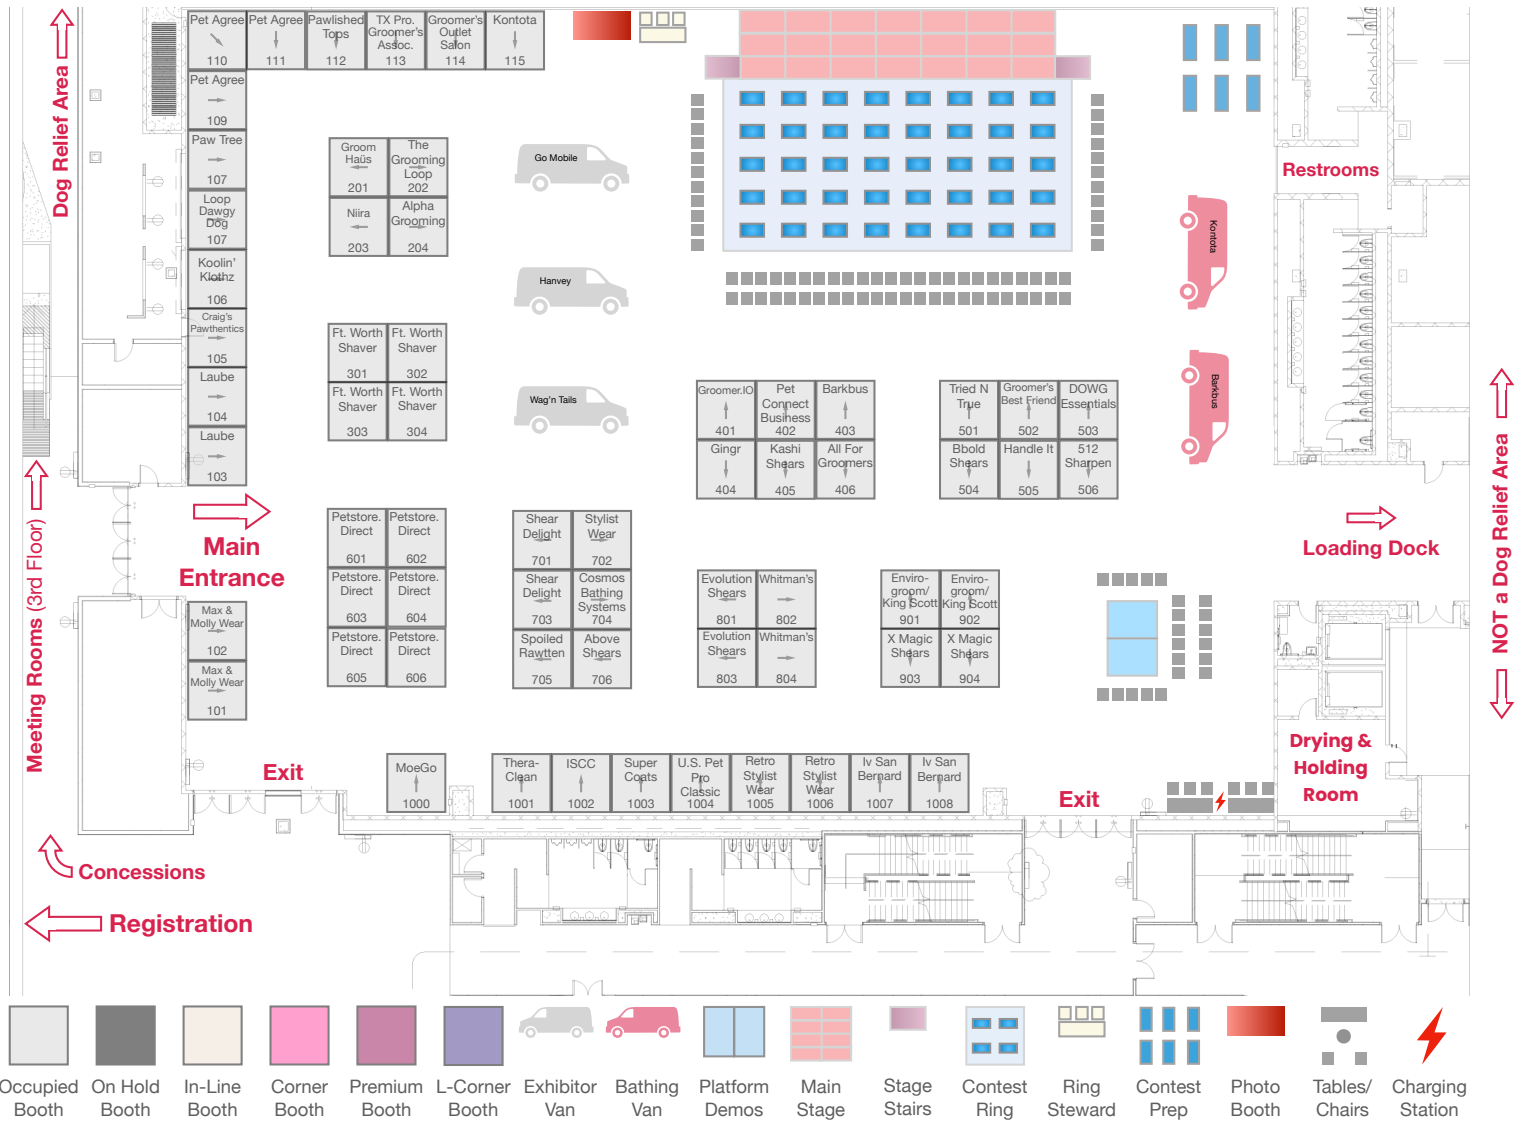 Pet Agree
110
Pet Agree
111
Pawlished
Tops
112
TX Pro.
Groomer's
Assoc.
113
Groomer's
Outlet
Salon
114
Kontota
115
Pet Agree
109
Paw Tree
107
Loop
Dawgy
Dog
107
Koolin'
Klothz
106
Craig's
Pawthentics
105
Laube
104
Laube
103
Dog Relief Area
Meeting Rooms (3rd Floor)
Groom
Haüs
201
The
Grooming
Loop
202
Niira
203
Alpha
Grooming
204
Go Mobile
Hanvey
Wag'n Tails
Ft. Worth
Shaver
301
Ft. Worth
Shaver
302
Ft. Worth
Shaver
303
Ft. Worth
Shaver
304
Restrooms
Kontota
Barkbus
Groomer.IO
401
Pet
Connect
Business
402
Barkbus
403
Gingr
404
Kashi
Shears
405
All For
Groomers
406
Tried N
True
501
Groomer's
Best Friend
502
DOWG
Essentials
503
Bbold
Shears
504
Handle It
505
512
Sharpen
506
Main
Entrance
Loading Dock
NOT a Dog Relief Area
Petstore.
Direct
601
Petstore.
Direct
602
Petstore.
Direct
603
Petstore.
Direct
604
Petstore.
Direct
605
Petstore.
Direct
606
Shear
Delight
701
Stylist
Wear
702
Shear
Delight
703
Cosmos
Bathing
Systems
704
Spoiled
Rawtten
705
Above
Shears
706
Evolution
Shears
801
Whitman's
802
Evolution
Shears
803
Whitman's
804
Enviro-
groom/
King Scott
901
Enviro-
groom/
King Scott
902
X Magic
Shears
903
X Magic
Shears
904
Max &
Molly Wear
102
Max &
Molly Wear
101
Exit
MoeGo
1000
Thera-
Clean
1001
ISCC
1002
Super
Coats
1003
U.S. Pet
Pro
Classic
1004
Retro
Stylist
Wear
1005
Retro
Stylist
Wear
1006
Iv San
Bernard
1007
Iv San
Bernard
1008
Exit
Drying &
Holding
Room
Concessions
Registration
Occupied
Booth
On Hold
Booth
In-Line
Booth
Corner
Booth
Premium
Booth
L-Corner
Booth
Exhibitor
Van
Bathing
Van
Platform
Demos
Main
Stage
Stage
Stairs
Contest
Ring
Ring
Steward
Contest
Prep
Photo
Booth
Tables/
Chairs
Charging
Station